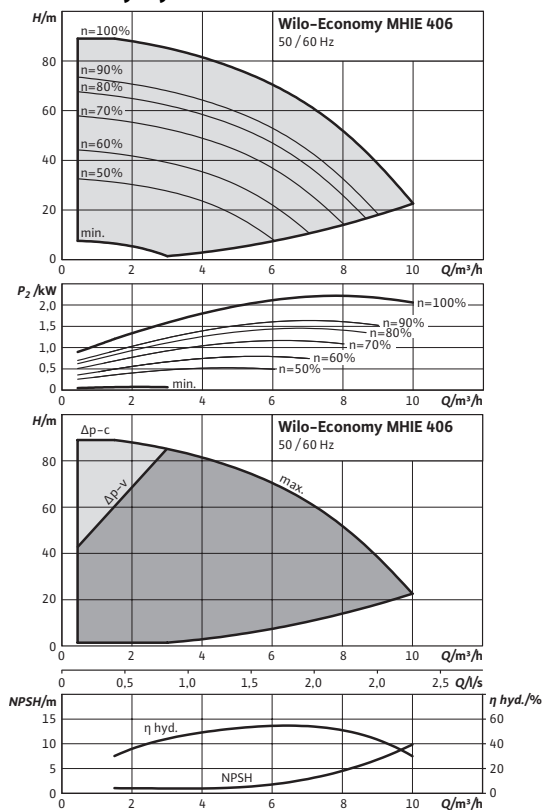 H/m
Wilo-Economy MHIE 406
50 / 60 Hz
n=100%
80
n=90%
n=80%
60
n=70%
n=60%
40
n=50%
20
min.
0
0 2 4 6 8 10 Q/m³/h
P₂ /kW
2,0
n=100%
1,5
n=90%
n=80%
1,0
n=70%
n=60%
0,5
n=50%
min.
0
0 2 4 6 8 10 Q/m³/h
H/m
Wilo-Economy MHIE 406
50 / 60 Hz
Δp-c
80
max.
Δp-v
60
40
20
0
0 2 4 6 8 10 Q/m³/h
0 0,5 1,0 1,5 2,0 2,0 2,5 Q/l/s
NPSH/m
η hyd./%
15 60
η hyd.
10 40
5 20
NPSH
0 0
0 2 4 6 8 10 Q/m³/h